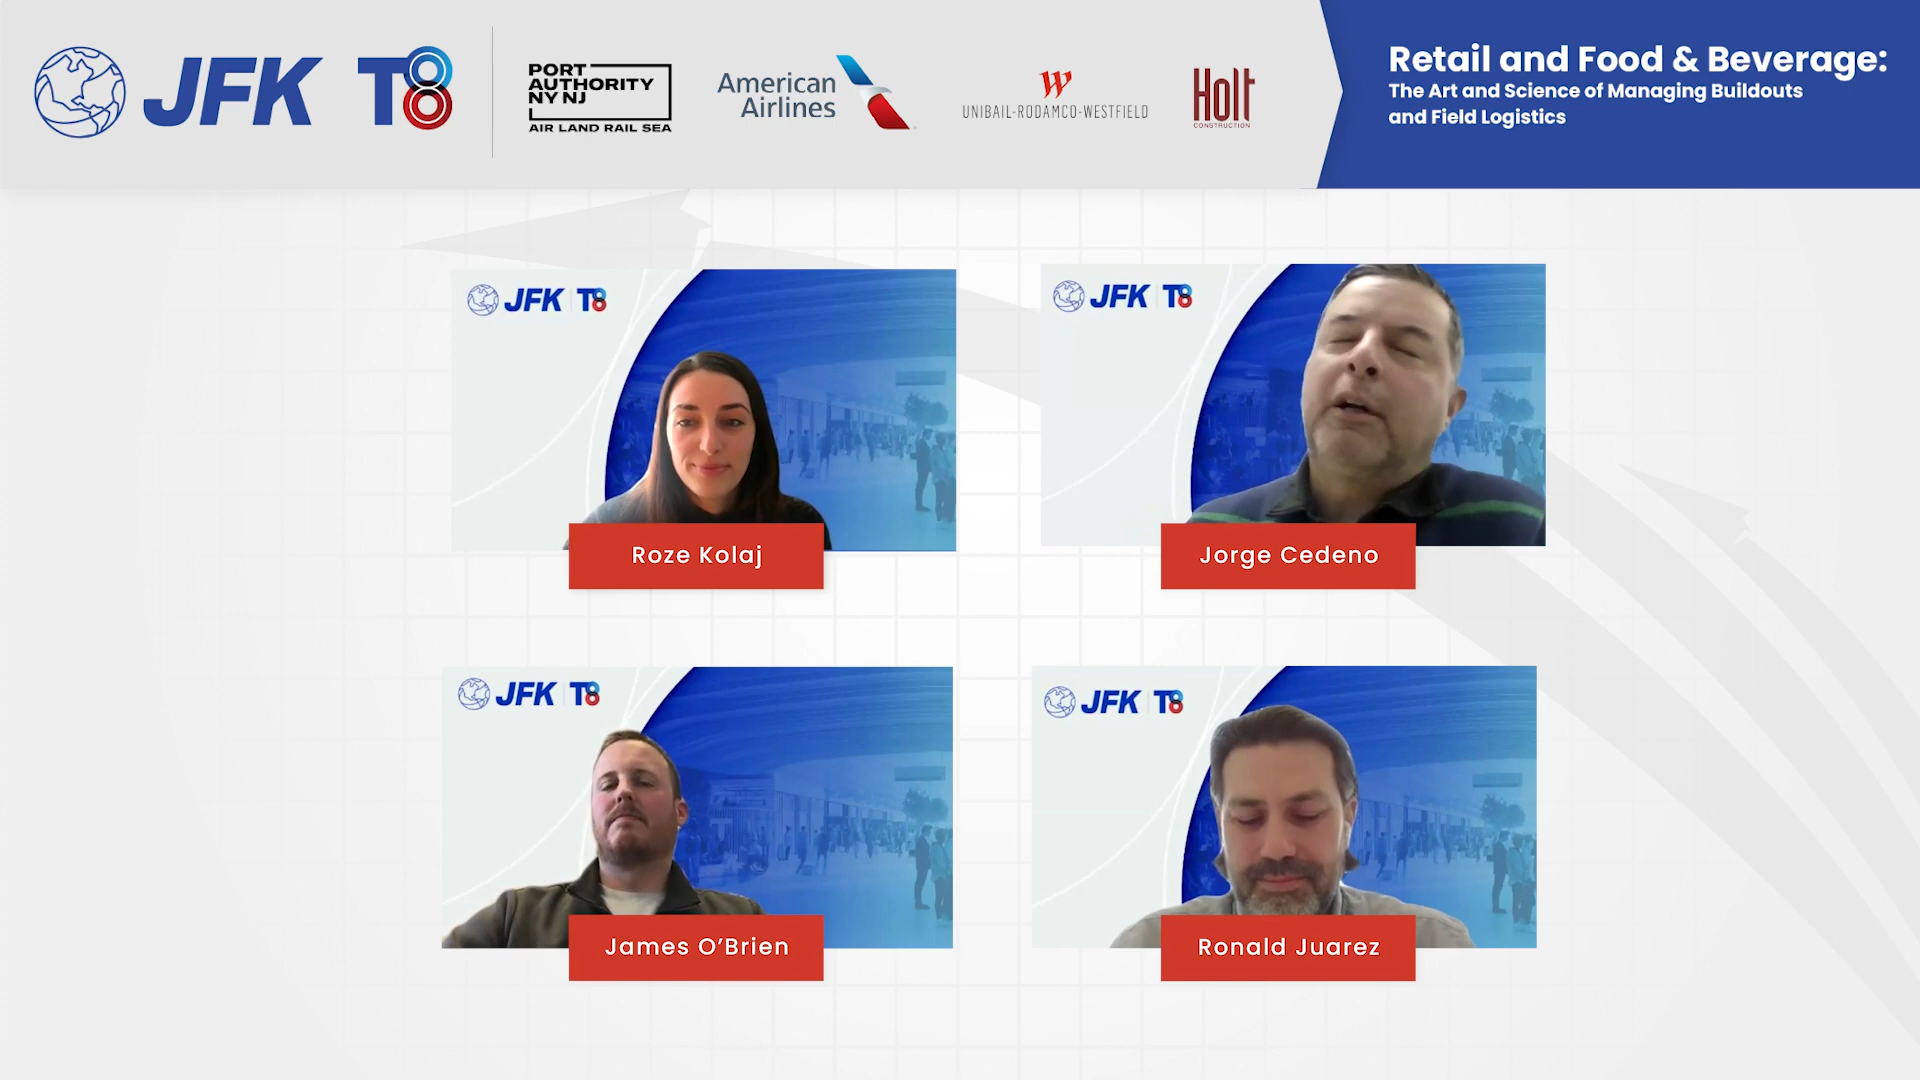 JFK T8
PORT
AUTHORITY
NY NJ
AIR LAND RAIL SEA
American
Airlines
UNIBAIL-RODAMCO-WESTFIELD
Holt
CONSTRUCTION
Retail and Food & Beverage:
The Art and Science of Managing Buildouts
and Field Logistics
JFK T8
JFK T8
Roze Kolaj
Jorge Cedeno
JFK T8
JFK T8
James O’Brien
Ronald Juarez